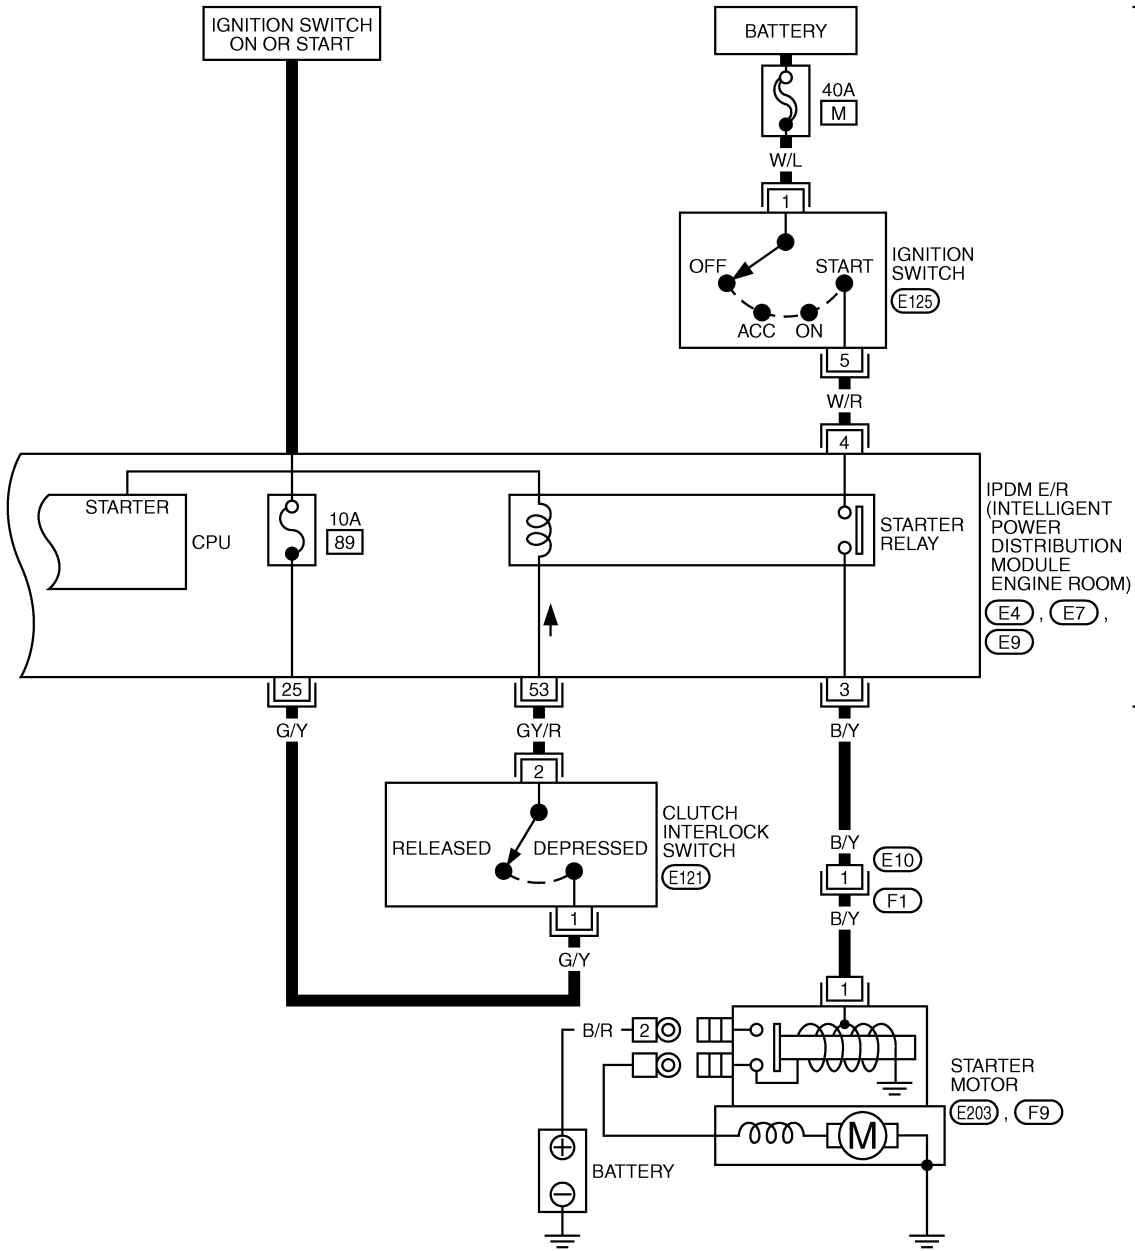 IGNITION SWITCH
ON OR START
BATTERY
40A
M
W/L
1
OFF
START
ACC
ON
IGNITION
SWITCH
E125
5
W/R
4
STARTER
CPU
10A
89
STARTER
RELAY
IPDM E/R
(INTELLIGENT
POWER
DISTRIBUTION
MODULE
ENGINE ROOM)
E4 , E7 ,
E9
25
53
3
G/Y
GY/R
B/Y
2
RELEASED
DEPRESSED
CLUTCH
INTERLOCK
SWITCH
E121
1
G/Y
B/Y
E10
1
F1
B/Y
1
B/R
2
STARTER
MOTOR
E203 , F9
M
+
BATTERY
−